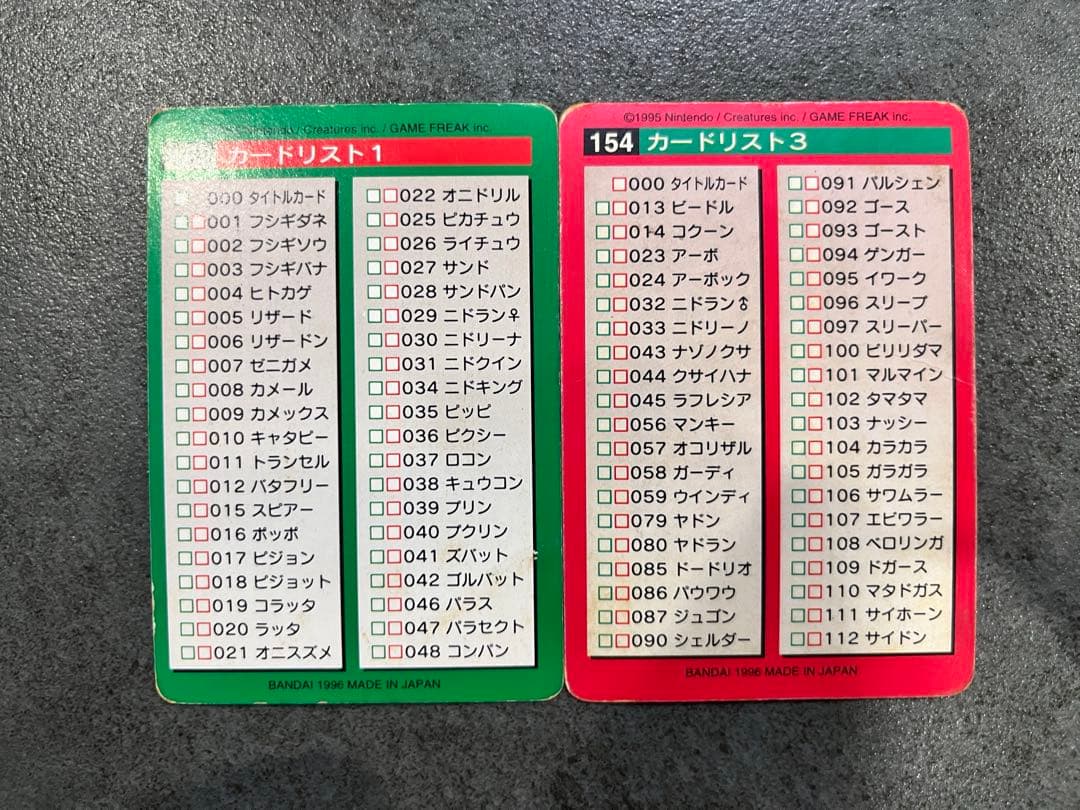 Nintendo / Creatures inc. / GAME FREAK inc.
カードリスト1
000 タイトルカード
001 フシギダネ
002 フシギソウ
003 フシギバナ
004 ヒトカゲ
005 リザード
006 リザードン
007 ゼニガメ
008 カメール
009 カメックス
010 キャタピー
011 トランセル
012 バタフリー
015 スピアー
016 ポッポ
017 ピジョン
018 ピジョット
019 コラッタ
020 ラッタ
021 オニスズメ
022 オニドリル
025 ピカチュウ
026 ライチュウ
027 サンド
028 サンドパン
029 ニドラン♀
030 ニドリーナ
031 ニドクイン
034 ニドキング
035 ピッピ
036 ピクシー
037 ロコン
038 キュウコン
039 プリン
040 プクリン
041 ズバット
042 ゴルバット
046 パラス
047 パラセクト
048 コンパン
BANDAI 1996 MADE IN JAPAN
©1995 Nintendo / Creatures inc. / GAME FREAK inc.
154 カードリスト3
000 タイトルカード
013 ビードル
014 コクーン
023 アーボ
024 アーボック
032 ニドラン♂
033 ニドリーノ
043 ナゾノクサ
044 クサイハナ
045 ラフレシア
056 マンキー
057 オコリザル
058 ガーディ
059 ウインディ
079 ヤドン
080 ヤドラン
085 ドードリオ
086 パウワウ
087 ジュゴン
090 シェルダー
091 パルシェン
092 ゴース
093 ゴースト
094 ゲンガー
095 イワーク
096 スリープ
097 スリーパー
100 ビリリダマ
101 マルマイン
102 タマタマ
103 ナッシー
104 カラカラ
105 ガラガラ
106 サワムラー
107 エビワラー
108 ベロリンガ
109 ドガース
110 マタドガス
111 サイホーン
112 サイドン
BANDAI 1996 MADE IN JAPAN